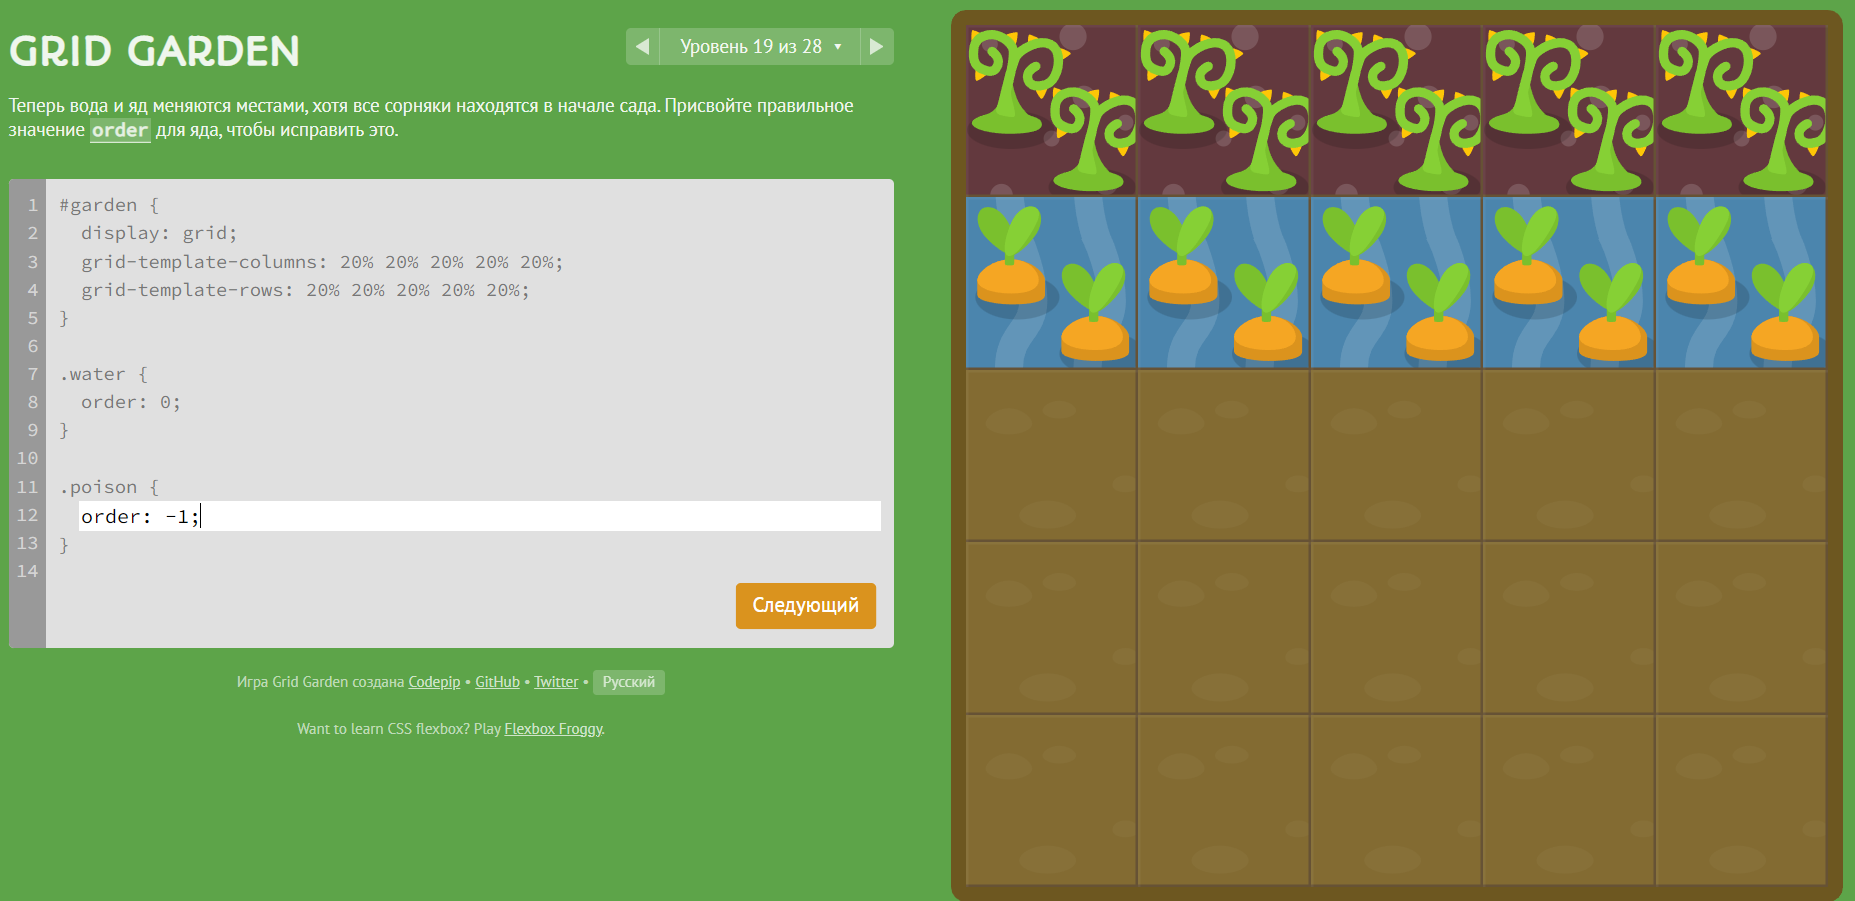 GRID GARDEN
◀ Уровень 19 из 28 ▾ ▶
Теперь вода и яд меняются местами, хотя все сорняки находятся в начале сада. Присвойте правильное
значение order для яда, чтобы исправить это.
1 #garden {
2 display: grid;
3 grid-template-columns: 20% 20% 20% 20% 20%;
4 grid-template-rows: 20% 20% 20% 20% 20%;
5 }
6
7 .water {
8 order: 0;
9 }
10
11 .poison {
12 order: -1;
13 }
14
Следующий
Игра Grid Garden создана Codepip • GitHub • Twitter • Русский
Want to learn CSS flexbox? Play Flexbox Froggy.